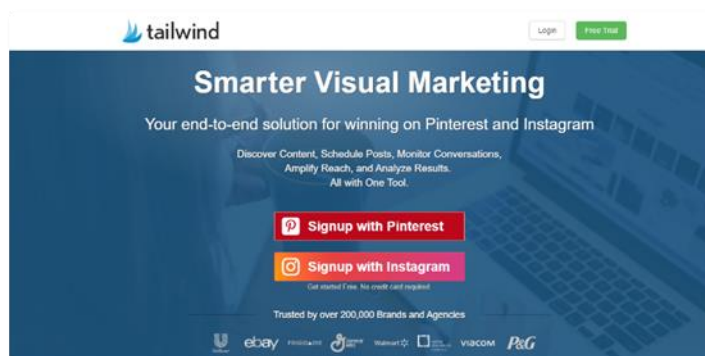 tailwind
Login
Free Trial
Smarter Visual Marketing
Your end-to-end solution for winning on Pinterest and Instagram
Discover Content, Schedule Posts, Monitor Conversations,
Amplify Reach, and Analyze Results.
All with One Tool.
Signup with Pinterest
Signup with Instagram
Get started Free. No credit card required
Trusted by over 200,000 Brands and Agencies
Unilever ebay FRIGIDAIRE Walmart VIACOM P&G